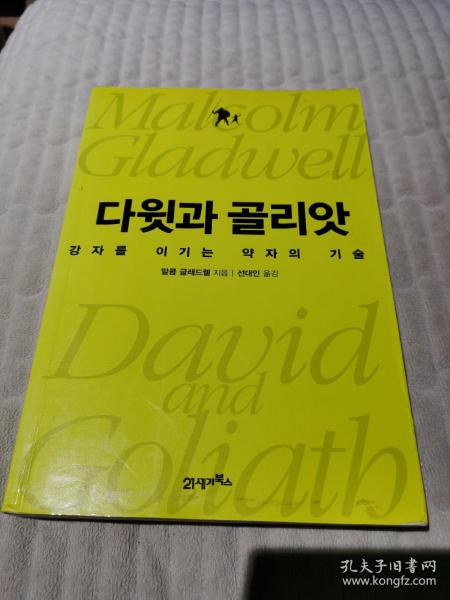 Malcolm
Gladwell
다윗과 골리앗
강자를 이기는 약자의 기술
말콤 글래드웰 지음 | 선대인 옮김
David
and
Goliath
21세기북스
孔夫子旧书网
www.kongfz.com